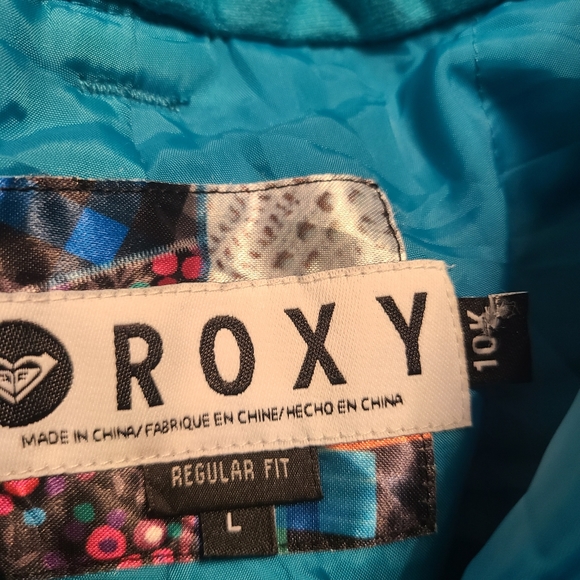 ROXY
MADE IN CHINA/FABRIQUE EN CHINE/HECHO EN CHINA
10K
REGULAR FIT
L